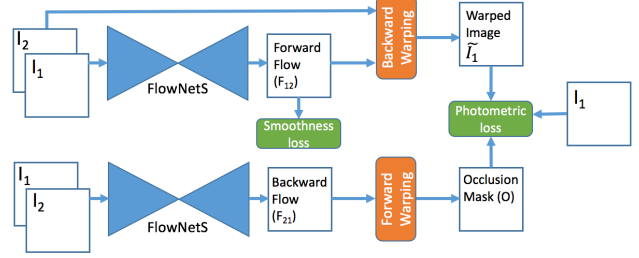 I2
I1
FlowNetS
Forward
Flow
(F12)
Smoothness
loss
Backward
Warping
Warped
Image
Ĩ1
Photometric
loss
I1
I1
I2
FlowNetS
Backward
Flow
(F21)
Forward
Warping
Occlusion
Mask (O)